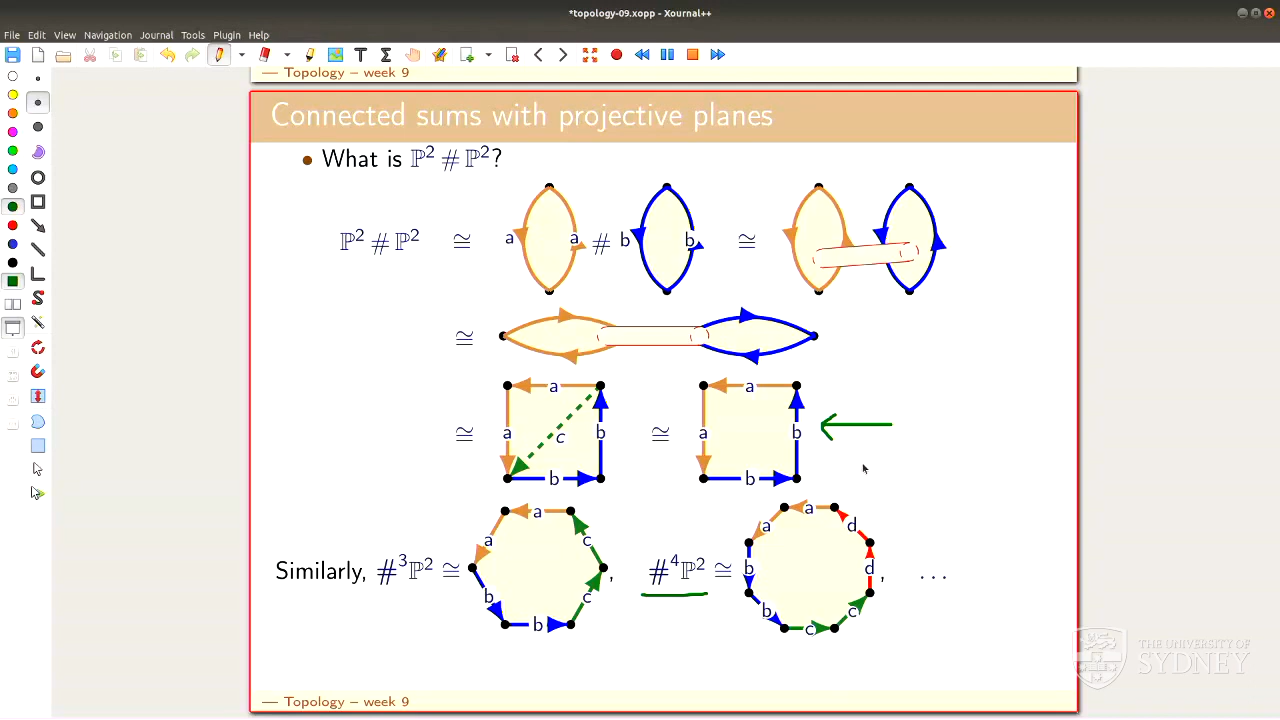 *topology-09.xopp - Xournal++
File Edit View Navigation Journal Tools Plugin Help
— Topology – week 9
Connected sums with projective planes
• What is ℙ² # ℙ²?
ℙ² # ℙ² ≅ a a # b b ≅
≅
≅ a a c b b ≅ a a b b
Similarly, #³ℙ² ≅ a a b b c c , #⁴ℙ² ≅ a a b b c c d d , ...
THE UNIVERSITY OF
SYDNEY
— Topology – week 9